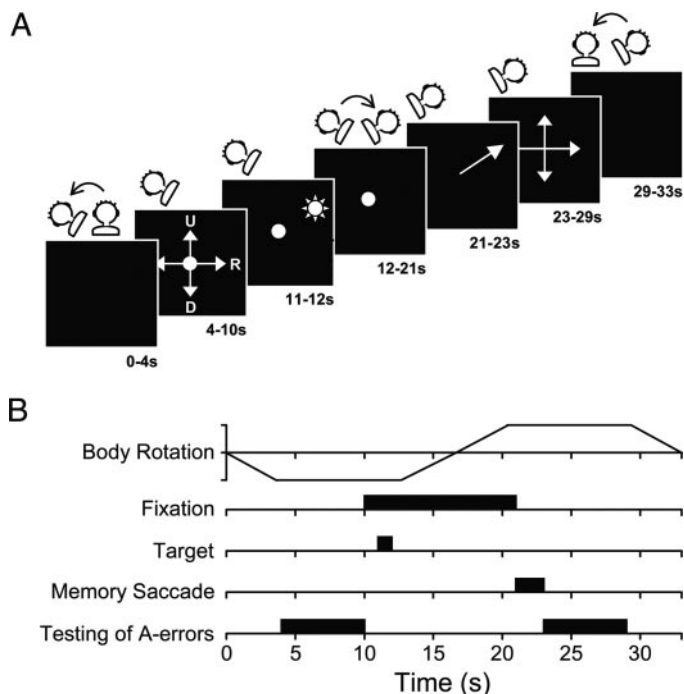 A
U
R
D
0-4s
4-10s
11-12s
12-21s
21-23s
23-29s
29-33s
B
Body Rotation
Fixation
Target
Memory Saccade
Testing of A-errors
0 5 10 15 20 25 30
Time (s)